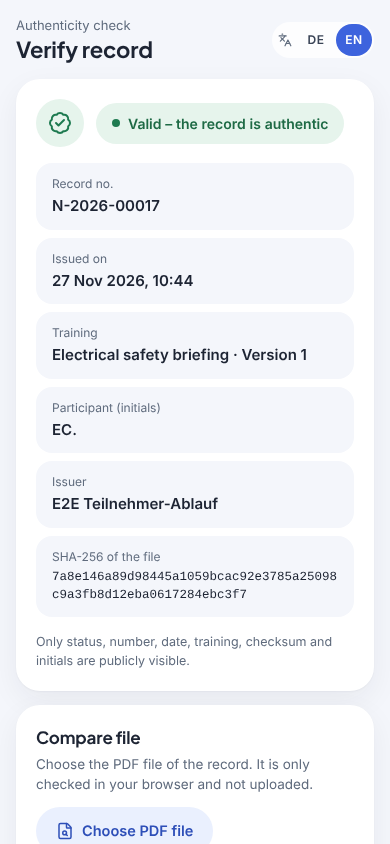 Authenticity check
Verify record
DE
EN
Valid – the record is authentic
Record no.
N-2026-00017
Issued on
27 Nov 2026, 10:44
Training
Electrical safety briefing · Version 1
Participant (initials)
EC.
Issuer
E2E Teilnehmer-Ablauf
SHA-256 of the file
7a8e146a89d98445a1059bcac92e3785a25098
c9a3fb8d12eba0617284ebc3f7
Only status, number, date, training, checksum and
initials are publicly visible.
Compare file
Choose the PDF file of the record. It is only
checked in your browser and not uploaded.
Choose PDF file